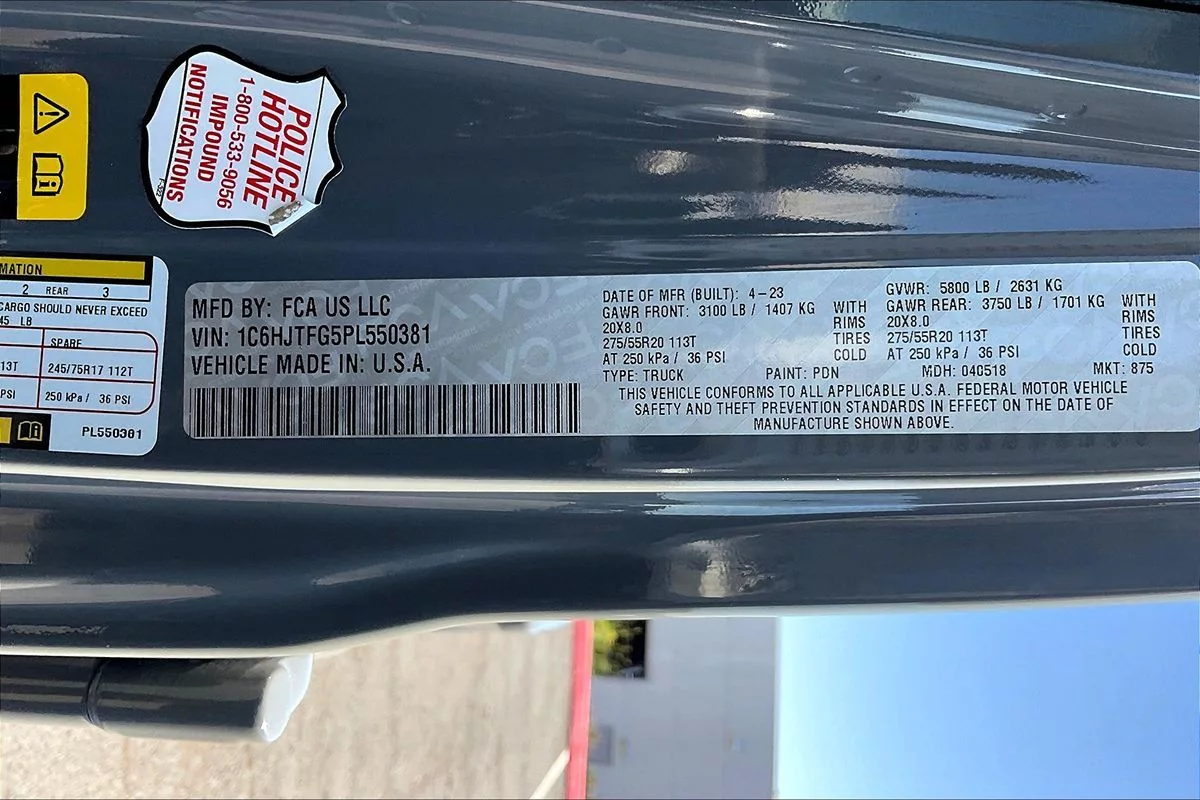 POLICE
HOTLINE
1-800-533-9056
IMPOUND
NOTIFICATIONS
MATION
2 REAR 3
CARGO SHOULD NEVER EXCEED
45 LB
SPARE
13T 245/75R17 112T
PSI 250 kPa / 36 PSI
PL550381
MFD BY: FCA US LLC
VIN: 1C6HJTFG5PL550381
VEHICLE MADE IN: U.S.A.
DATE OF MFR (BUILT): 4-23
GAWR FRONT: 3100 LB / 1407 KG WITH
20X8.0 RIMS
275/55R20 113T TIRES
AT 250 kPa / 36 PSI COLD
GVWR: 5800 LB / 2631 KG
GAWR REAR: 3750 LB / 1701 KG WITH
20X8.0 RIMS
275/55R20 113T TIRES
AT 250 kPa / 36 PSI COLD
TYPE: TRUCK PAINT: PDN MDH: 040518 MKT: 875
THIS VEHICLE CONFORMS TO ALL APPLICABLE U.S.A. FEDERAL MOTOR VEHICLE
SAFETY AND THEFT PREVENTION STANDARDS IN EFFECT ON THE DATE OF
MANUFACTURE SHOWN ABOVE.